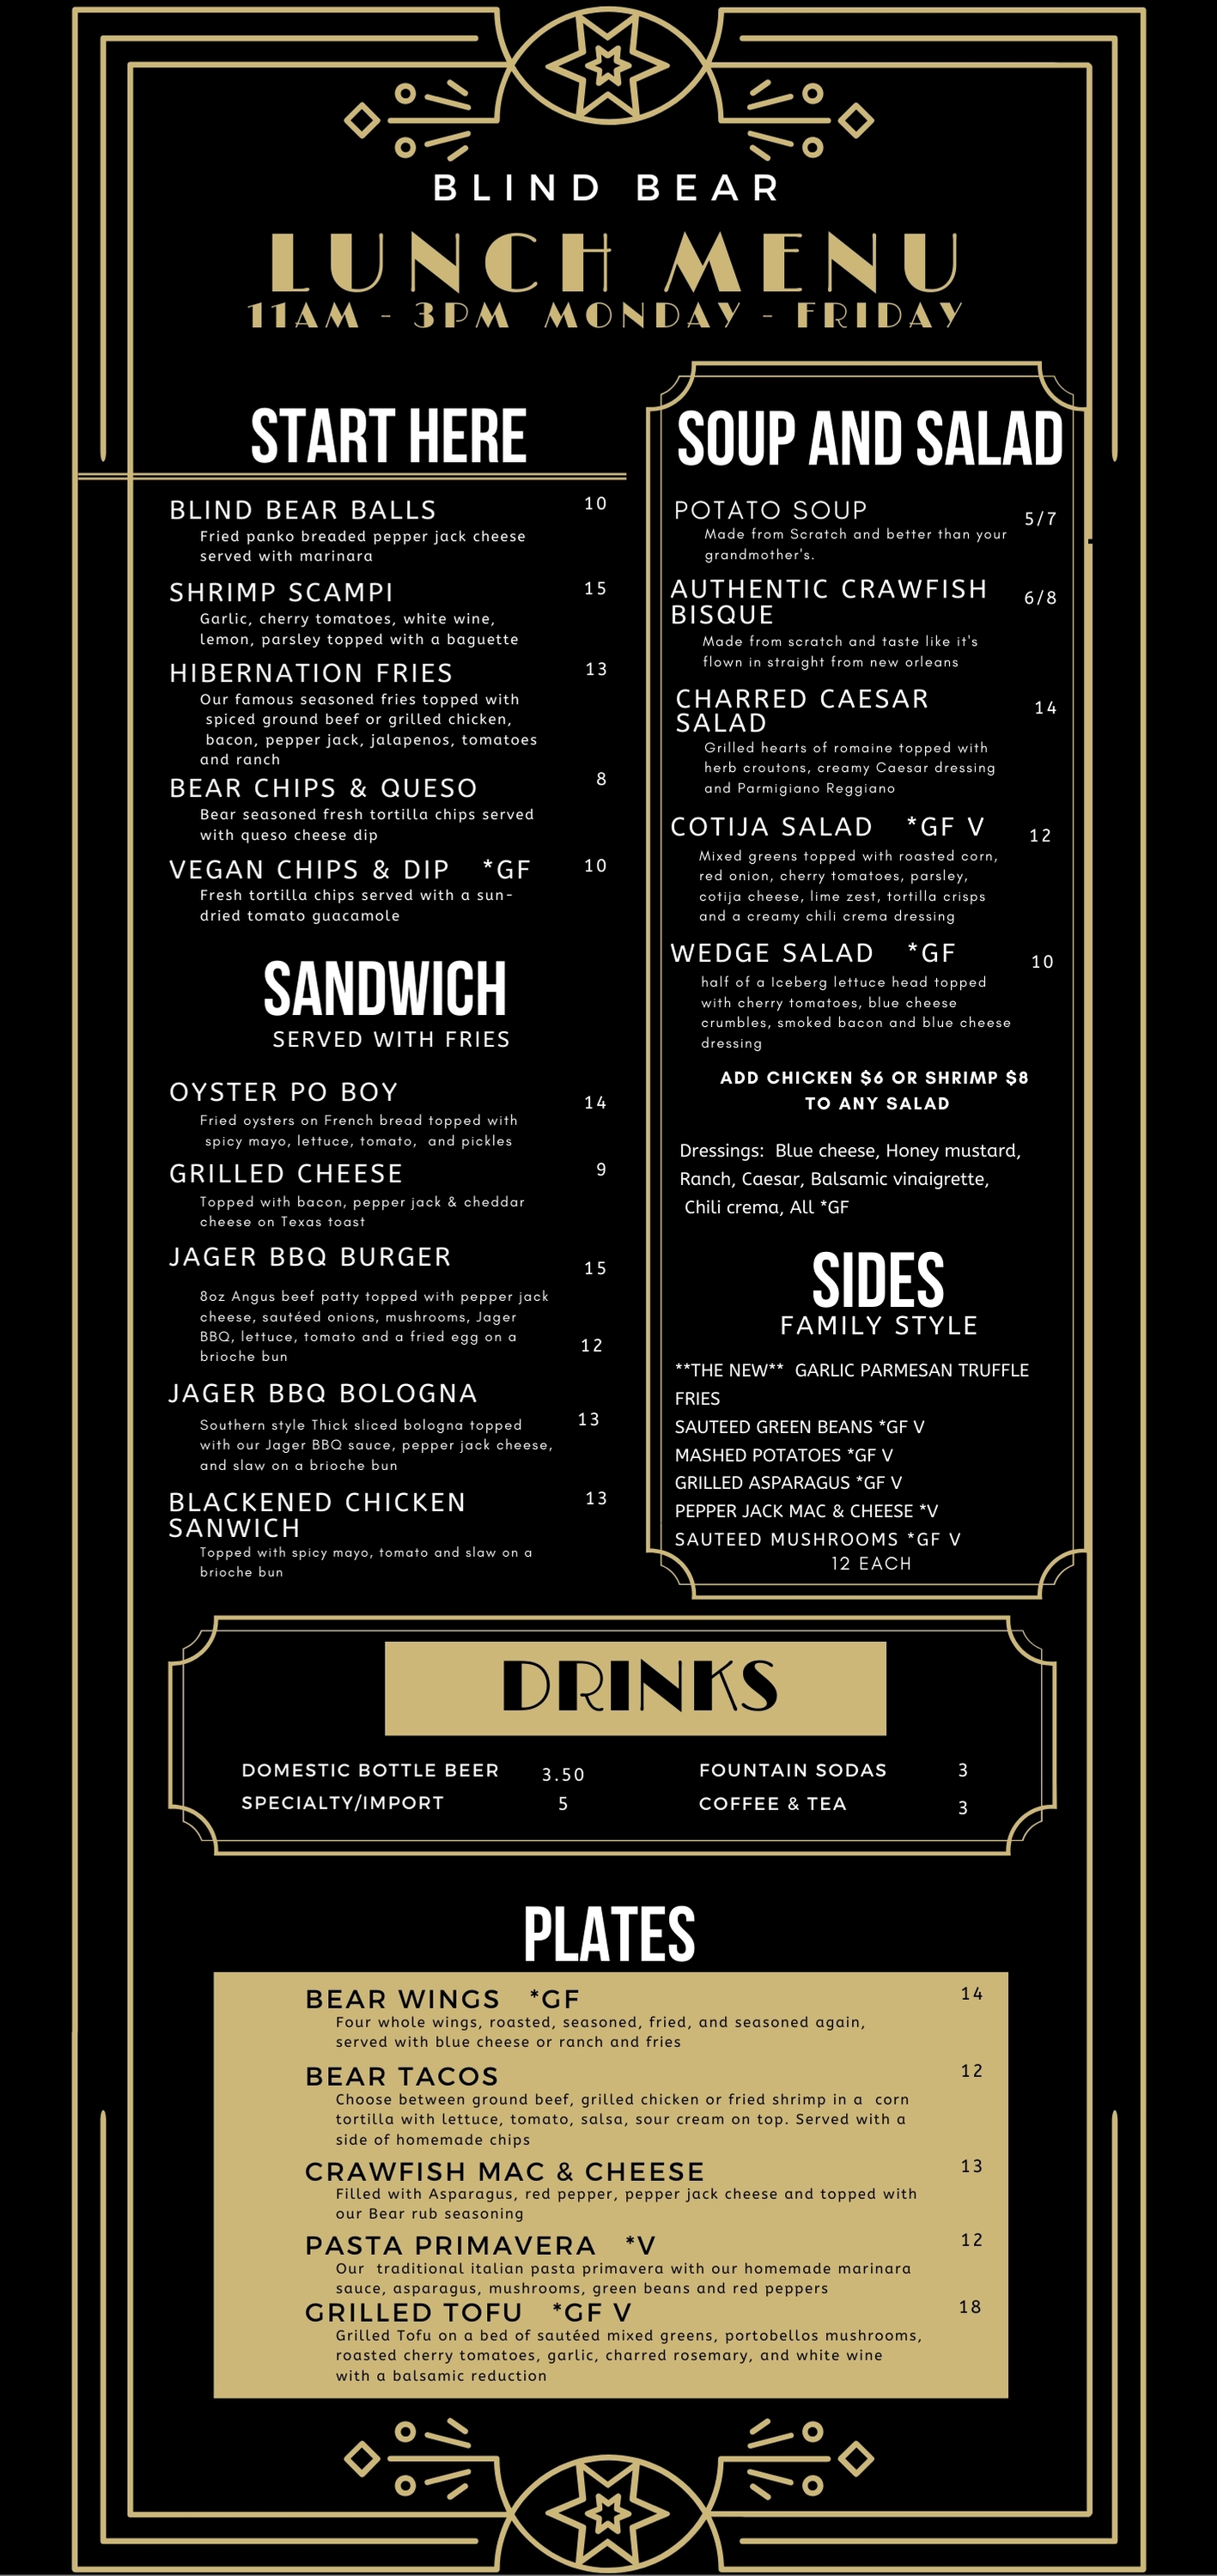 BLIND BEAR
LUNCH MENU
11AM - 3PM MONDAY - FRIDAY
START HERE
BLIND BEAR BALLS 10
Fried panko breaded pepper jack cheese
served with marinara
SHRIMP SCAMPI 15
Garlic, cherry tomatoes, white wine,
lemon, parsley topped with a baguette
HIBERNATION FRIES 13
Our famous seasoned fries topped with
spiced ground beef or grilled chicken,
bacon, pepper jack, jalapenos, tomatoes
and ranch
BEAR CHIPS & QUESO 8
Bear seasoned fresh tortilla chips served
with queso cheese dip
VEGAN CHIPS & DIP *GF 10
Fresh tortilla chips served with a sun-
dried tomato guacamole
SANDWICH
SERVED WITH FRIES
OYSTER PO BOY 14
Fried oysters on French bread topped with
spicy mayo, lettuce, tomato, and pickles
GRILLED CHEESE 9
Topped with bacon, pepper jack & cheddar
cheese on Texas toast
JAGER BBQ BURGER 15
8oz Angus beef patty topped with pepper jack
cheese, sautéed onions, mushrooms, Jager
BBQ, lettuce, tomato and a fried egg on a 12
brioche bun
JAGER BBQ BOLOGNA
Southern style Thick sliced bologna topped 13
with our Jager BBQ sauce, pepper jack cheese,
and slaw on a brioche bun
BLACKENED CHICKEN 13
SANWICH
Topped with spicy mayo, tomato and slaw on a
brioche bun
SOUP AND SALAD
POTATO SOUP 5/7
Made from Scratch and better than your
grandmother's.
AUTHENTIC CRAWFISH 6/8
BISQUE
Made from scratch and taste like it's
flown in straight from new orleans
CHARRED CAESAR 14
SALAD
Grilled hearts of romaine topped with
herb croutons, creamy Caesar dressing
and Parmigiano Reggiano
COTIJA SALAD *GF V 12
Mixed greens topped with roasted corn,
red onion, cherry tomatoes, parsley,
cotija cheese, lime zest, tortilla crisps
and a creamy chili crema dressing
WEDGE SALAD *GF 10
half of a Iceberg lettuce head topped
with cherry tomatoes, blue cheese
crumbles, smoked bacon and blue cheese
dressing
ADD CHICKEN $6 OR SHRIMP $8
TO ANY SALAD
Dressings: Blue cheese, Honey mustard,
Ranch, Caesar, Balsamic vinaigrette,
Chili crema, All *GF
SIDES
FAMILY STYLE
**THE NEW** GARLIC PARMESAN TRUFFLE
FRIES
SAUTEED GREEN BEANS *GF V
MASHED POTATOES *GF V
GRILLED ASPARAGUS *GF V
PEPPER JACK MAC & CHEESE *V
SAUTEED MUSHROOMS *GF V
12 EACH
DRINKS
DOMESTIC BOTTLE BEER 3.50
SPECIALTY/IMPORT 5
FOUNTAIN SODAS 3
COFFEE & TEA 3
PLATES
BEAR WINGS *GF 14
Four whole wings, roasted, seasoned, fried, and seasoned again,
served with blue cheese or ranch and fries
BEAR TACOS 12
Choose between ground beef, grilled chicken or fried shrimp in a corn
tortilla with lettuce, tomato, salsa, sour cream on top. Served with a
side of homemade chips
CRAWFISH MAC & CHEESE 13
Filled with Asparagus, red pepper, pepper jack cheese and topped with
our Bear rub seasoning
PASTA PRIMAVERA *V 12
Our traditional italian pasta primavera with our homemade marinara
sauce, asparagus, mushrooms, green beans and red peppers
GRILLED TOFU *GF V 18
Grilled Tofu on a bed of sautéed mixed greens, portobellos mushrooms,
roasted cherry tomatoes, garlic, charred rosemary, and white wine
with a balsamic reduction